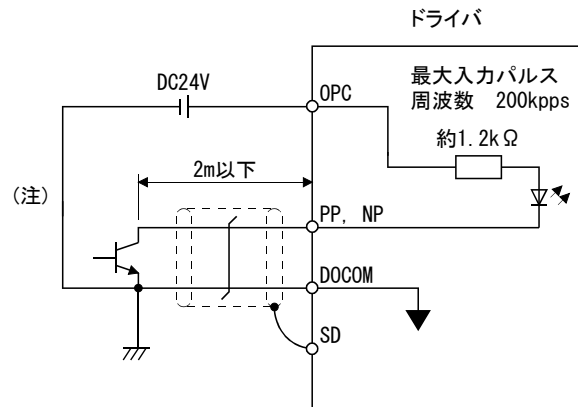 ドライバ
DC24V
OPC
最大入力パルス
周波数 200kpps
約1.2kΩ
2m以下
(注)
PP, NP
DOCOM
SD